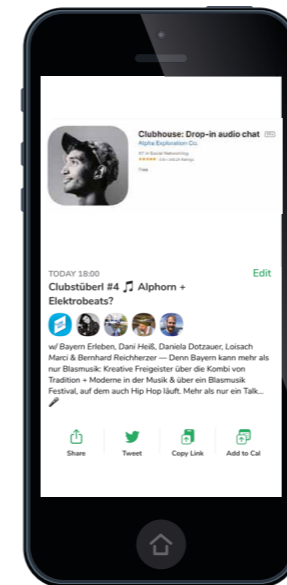 Clubhouse: Drop-in audio chat
Alpha Exploration Co.
Free
TODAY 18:00
Edit
Clubstüberl #4 🎵 Alphorn +
Elektrobeats?
w/ Bayern Erleben, Dani Heiß, Daniela Dotzauer, Loisach
Marci & Bernhard Reichherzer — Denn Bayern kann mehr als
nur Blasmusik: Kreative Freigeister über die Kombi von
Tradition + Moderne in der Musik & über ein Blasmusik
Festival, auf dem auch Hip Hop läuft. Mehr als nur ein Talk...
🎤
Share Tweet Copy Link Add to Cal